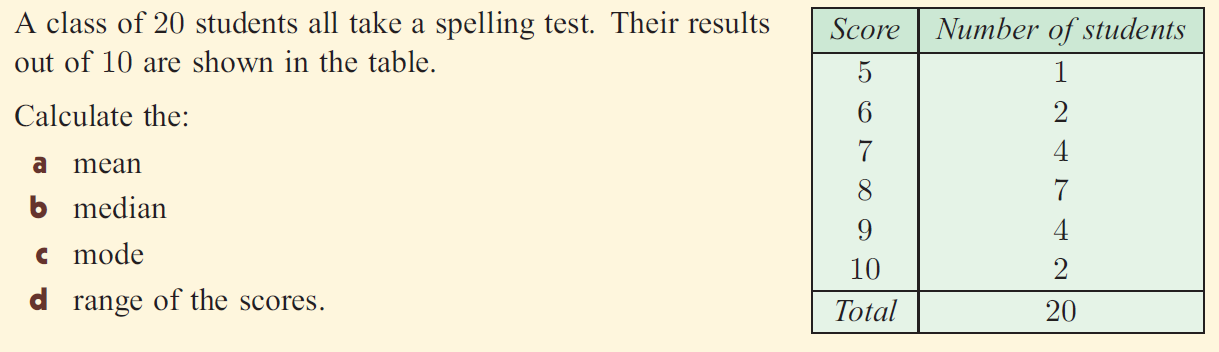 A class of 20 students all take a spelling test. Their results
out of 10 are shown in the table.
Calculate the:
a mean
b median
c mode
d range of the scores.
Score Number of students
5 1
6 2
7 4
8 7
9 4
10 2
Total 20